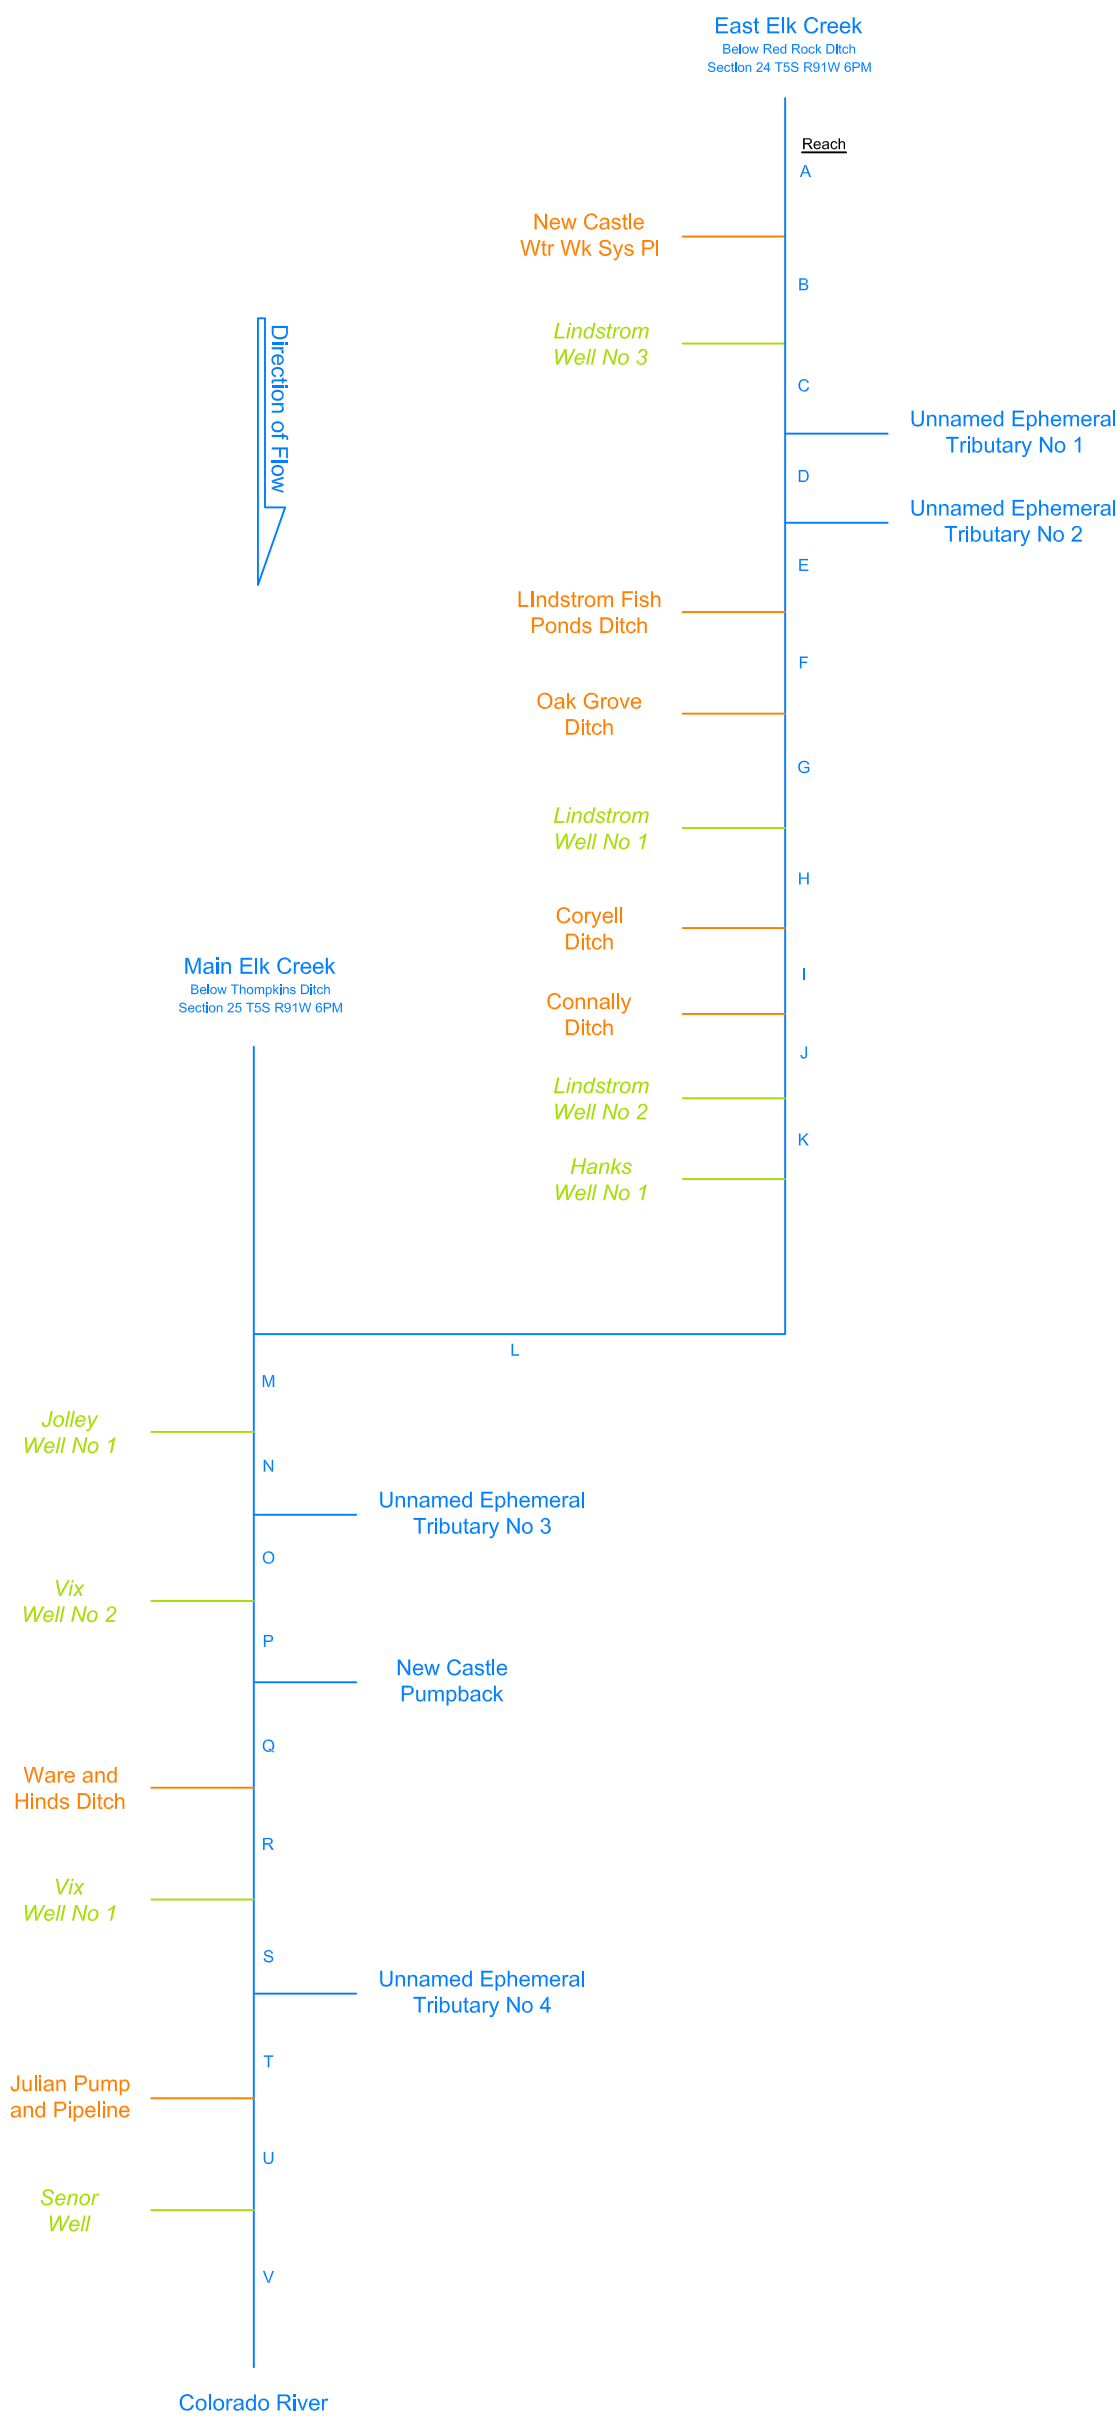 East Elk Creek
Below Red Rock Ditch
Section 24 T5S R91W 6PM
Reach
A
New Castle
Wtr Wk Sys Pl
B
Direction of Flow
Lindstrom
Well No 3
C
Unnamed Ephemeral
Tributary No 1
D
Unnamed Ephemeral
Tributary No 2
E
LIndstrom Fish
Ponds Ditch
F
Oak Grove
Ditch
G
Lindstrom
Well No 1
H
Coryell
Ditch
Main Elk Creek
Below Thompkins Ditch
Section 25 T5S R91W 6PM
I
Connally
Ditch
J
Lindstrom
Well No 2
K
Hanks
Well No 1
L
M
Jolley
Well No 1
N
Unnamed Ephemeral
Tributary No 3
O
Vix
Well No 2
P
New Castle
Pumpback
Q
Ware and
Hinds Ditch
R
Vix
Well No 1
S
Unnamed Ephemeral
Tributary No 4
T
Julian Pump
and Pipeline
U
Senor
Well
V
Colorado River